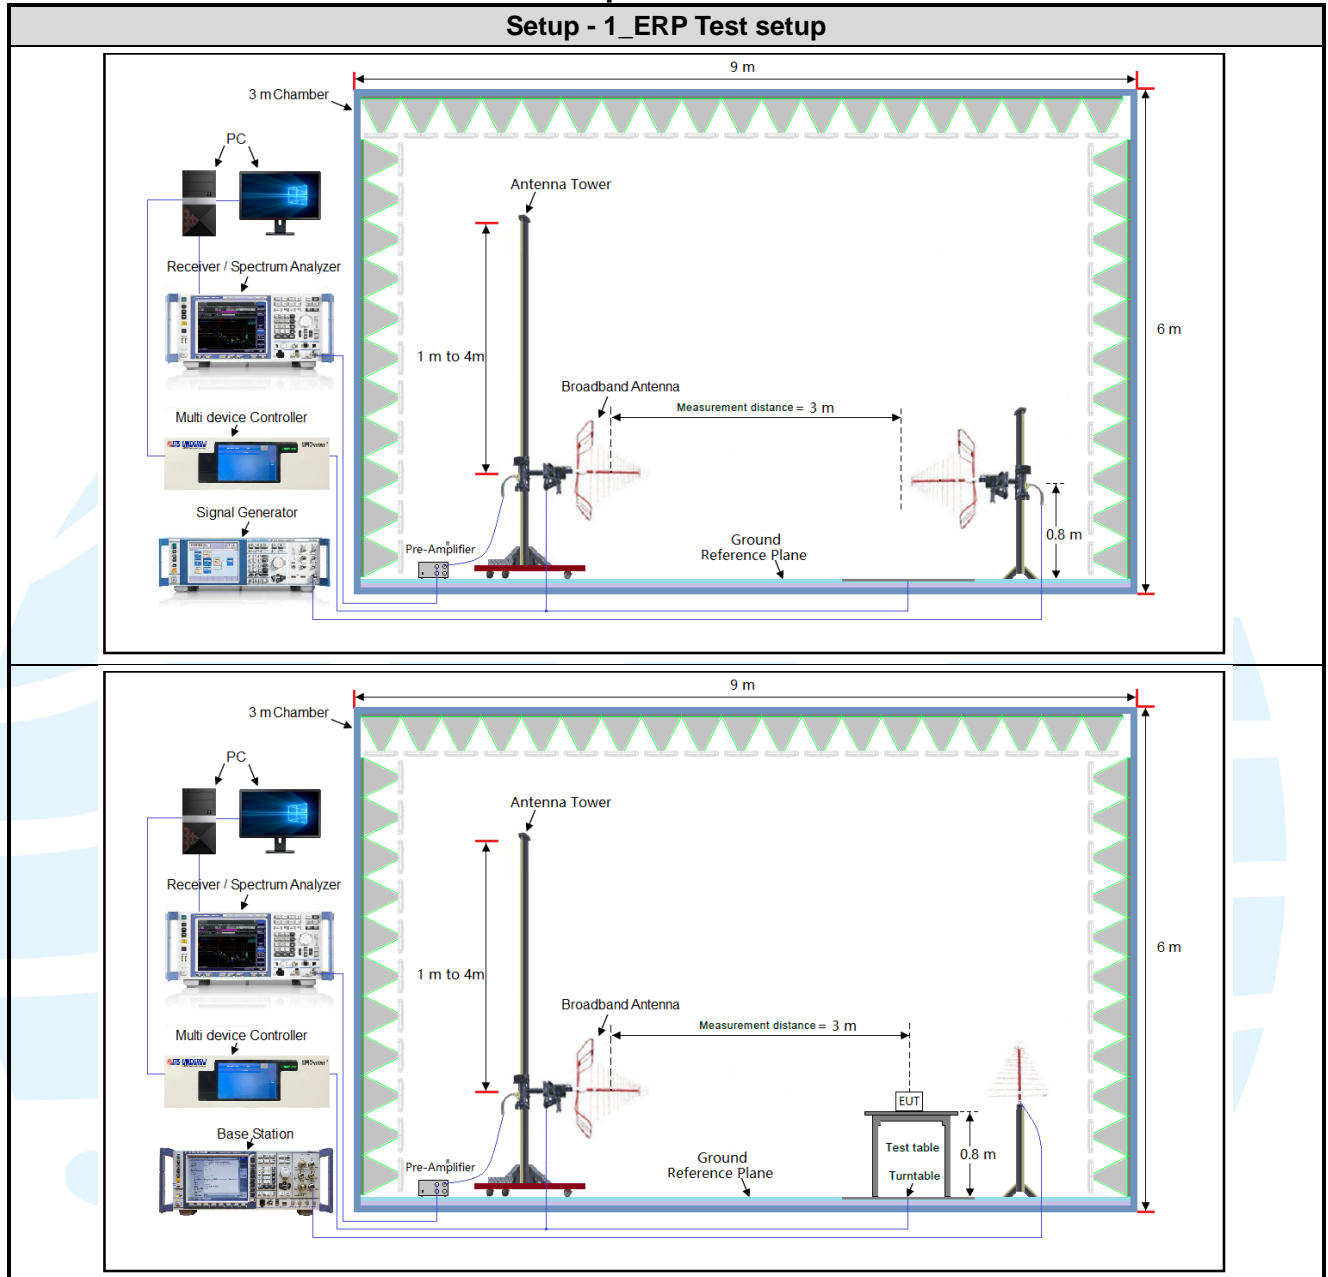 Setup - 1_ERP Test setup
9 m
3 m Chamber
PC
Antenna Tower
Receiver / Spectrum Analyzer
6 m
1 m to 4m
Broadband Antenna
Measurement distance = 3 m
Multi device Controller
Signal Generator
Pre-Amplifier
Ground
Reference Plane
0.8 m
9 m
3 m Chamber
PC
Antenna Tower
Receiver / Spectrum Analyzer
6 m
1 m to 4m
Broadband Antenna
Measurement distance = 3 m
Multi device Controller
EUT
Base Station
Test table
0.8 m
Ground
Reference Plane
Pre-Amplifier
Turntable